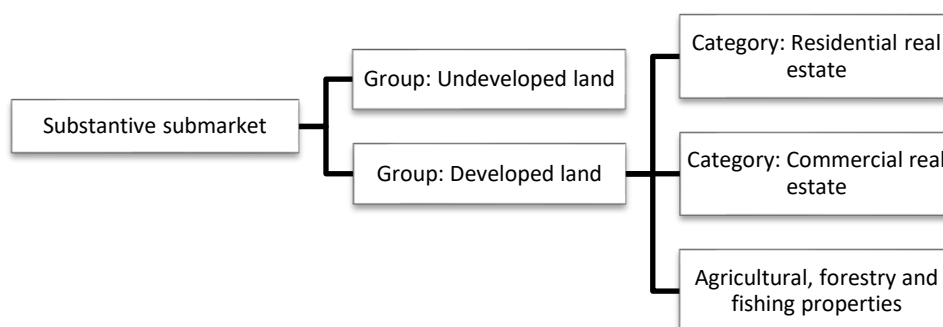 Substantive submarket
Group: Undeveloped land
Group: Developed land
Category: Residential real
estate
Category: Commercial real
estate
Agricultural, forestry and
fishing properties